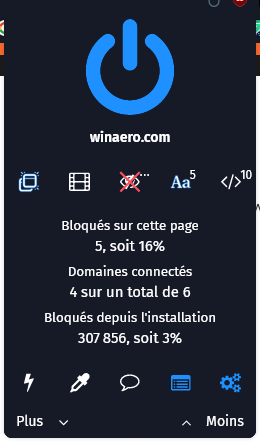 winaero.com
...
Aa 5
</> 10
Bloqués sur cette page
5, soit 16%
Domaines connectés
4 sur un total de 6
Bloqués depuis l'installation
307 856, soit 3%
Plus
Moins